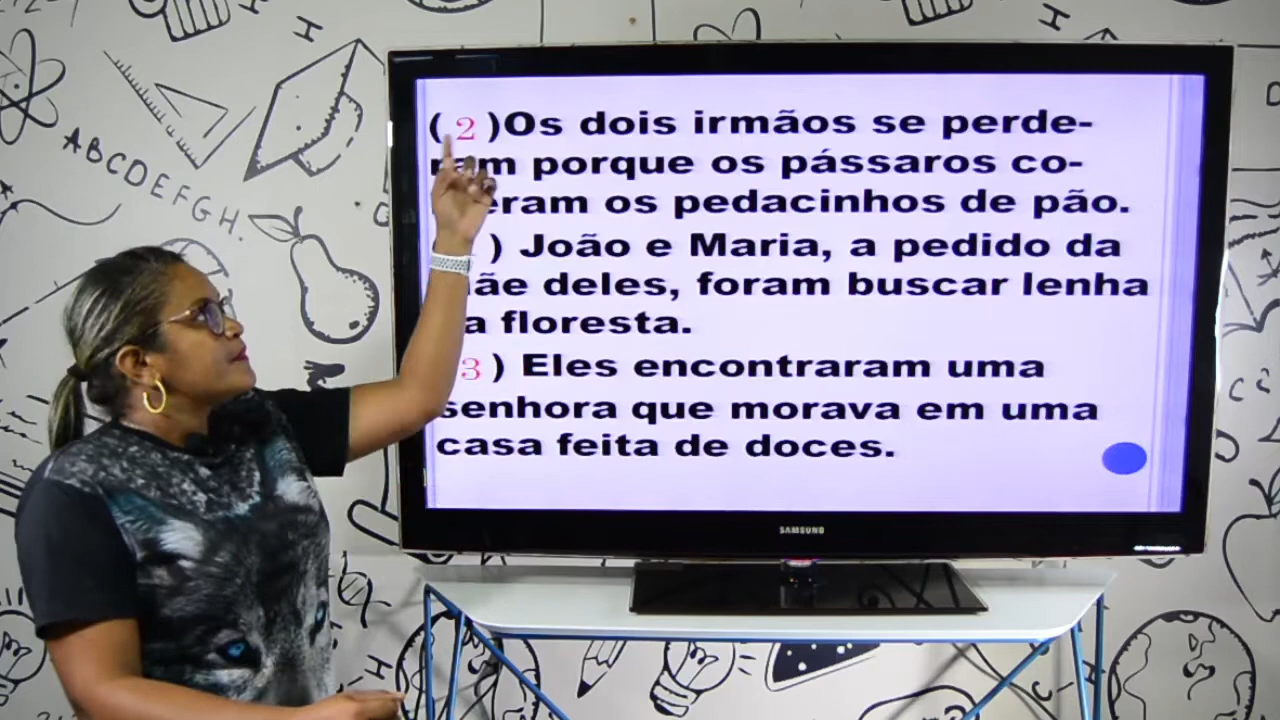 ABCDEFGH.
( 2 )Os dois irmãos se perde-
ram porque os pássaros co-
eram os pedacinhos de pão.
) João e Maria, a pedido da
deles, foram buscar lenha
floresta.
3 ) Eles encontraram uma
senhora que morava em uma
casa feita de doces.
SAMSUNG